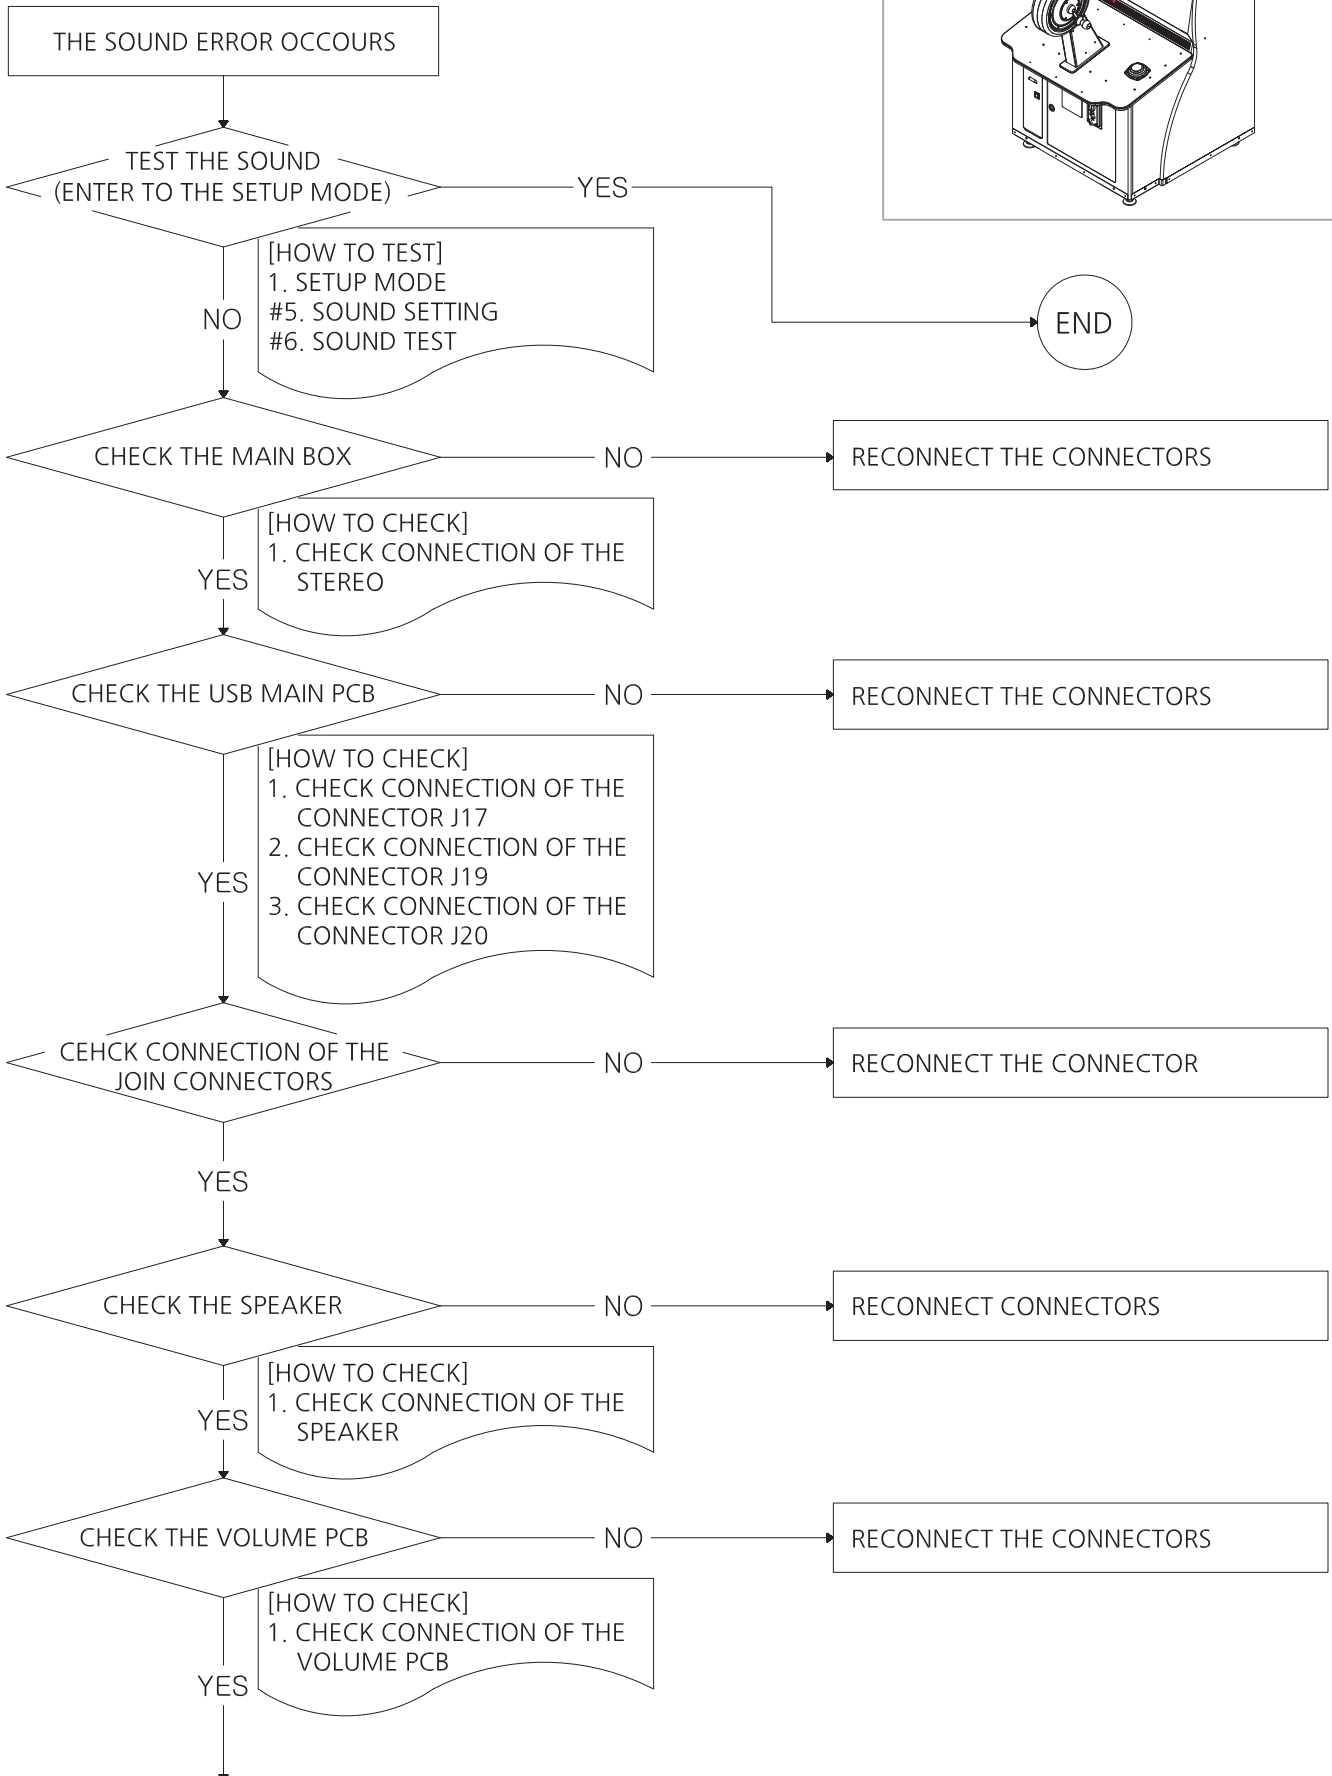 THE SOUND ERROR OCCOURS
TEST THE SOUND
(ENTER TO THE SETUP MODE)
YES
[HOW TO TEST]
1. SETUP MODE
#5. SOUND SETTING
#6. SOUND TEST
NO
END
CHECK THE MAIN BOX
NO
RECONNECT THE CONNECTORS
[HOW TO CHECK]
1. CHECK CONNECTION OF THE
STEREO
YES
CHECK THE USB MAIN PCB
NO
RECONNECT THE CONNECTORS
[HOW TO CHECK]
1. CHECK CONNECTION OF THE
CONNECTOR J17
2. CHECK CONNECTION OF THE
CONNECTOR J19
3. CHECK CONNECTION OF THE
CONNECTOR J20
YES
CEHCK CONNECTION OF THE
JOIN CONNECTORS
NO
RECONNECT THE CONNECTOR
YES
CHECK THE SPEAKER
NO
RECONNECT CONNECTORS
[HOW TO CHECK]
1. CHECK CONNECTION OF THE
SPEAKER
YES
CHECK THE VOLUME PCB
NO
RECONNECT THE CONNECTORS
[HOW TO CHECK]
1. CHECK CONNECTION OF THE
VOLUME PCB
YES